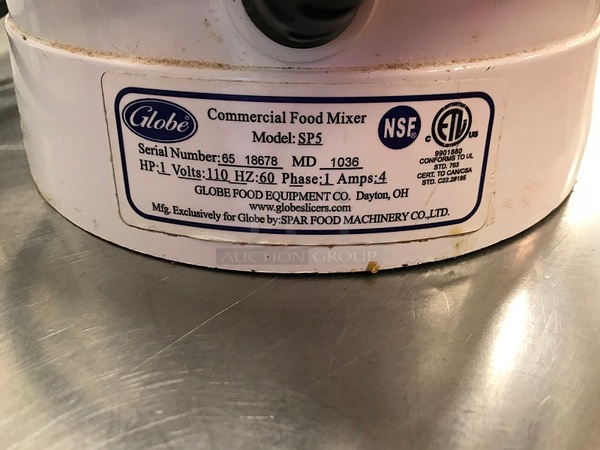 Globe
Commercial Food Mixer
Model: SP5
NSF
C ETL US
Serial Number: 65 18678 MD 1036
HP:1 Volts:110 HZ:60 Phase:1 Amps:4
GLOBE FOOD EQUIPMENT CO. Dayton, OH
www.globeslicers.com
Mfg. Exclusively for Globe by: SPAR FOOD MACHINERY CO.,LTD.
9901880
CONFORMS TO UL
STD. 763
CERT. TO CAN/CSA
STD. C22.2#195
AUCTION GROUP